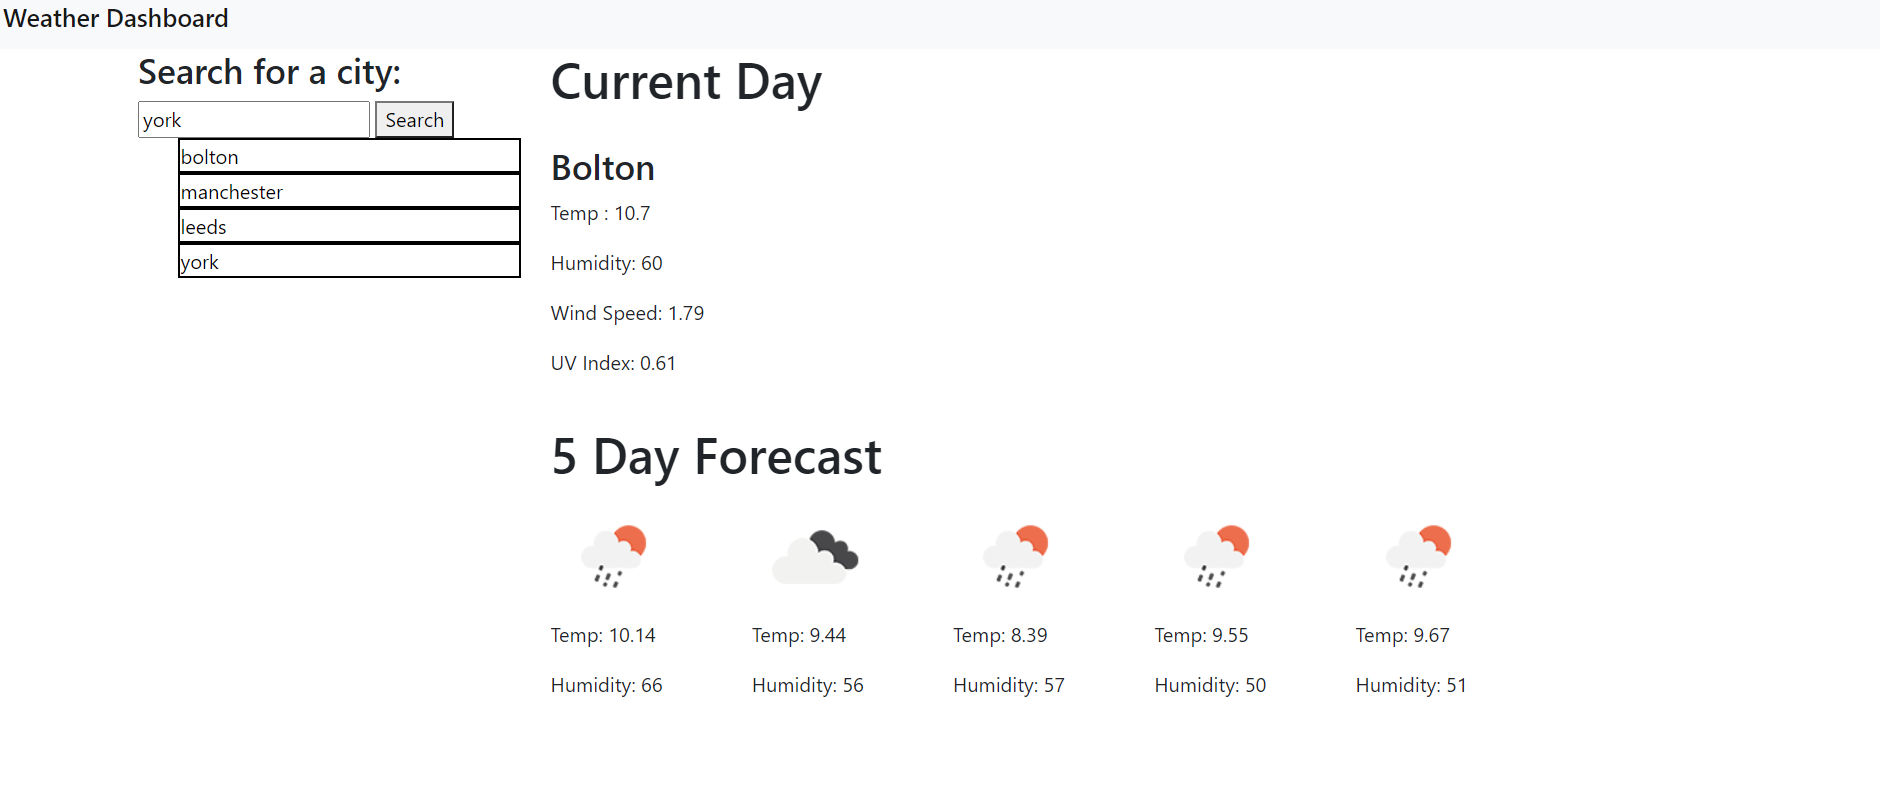 Weather Dashboard
Search for a city:
york Search
bolton
manchester
leeds
york
Current Day
Bolton
Temp : 10.7
Humidity: 60
Wind Speed: 1.79
UV Index: 0.61
5 Day Forecast
Temp: 10.14 Temp: 9.44 Temp: 8.39 Temp: 9.55 Temp: 9.67
Humidity: 66 Humidity: 56 Humidity: 57 Humidity: 50 Humidity: 51